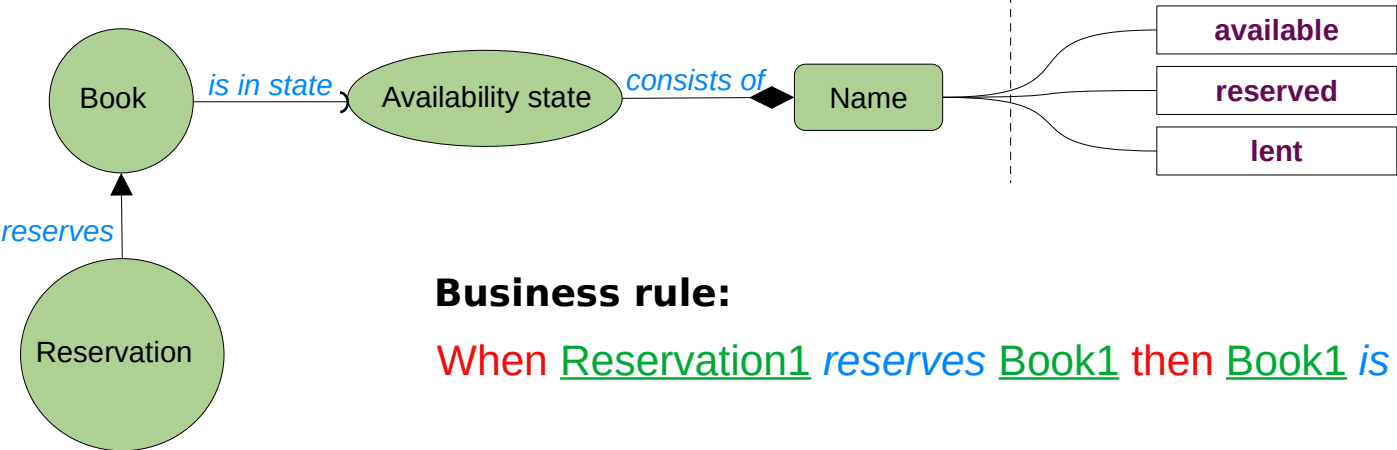 available
Book
is in state
Availability state
consists of
Name
reserved
lent
reserves
Business rule:
Reservation
When Reservation1 reserves Book1 then Book1 is